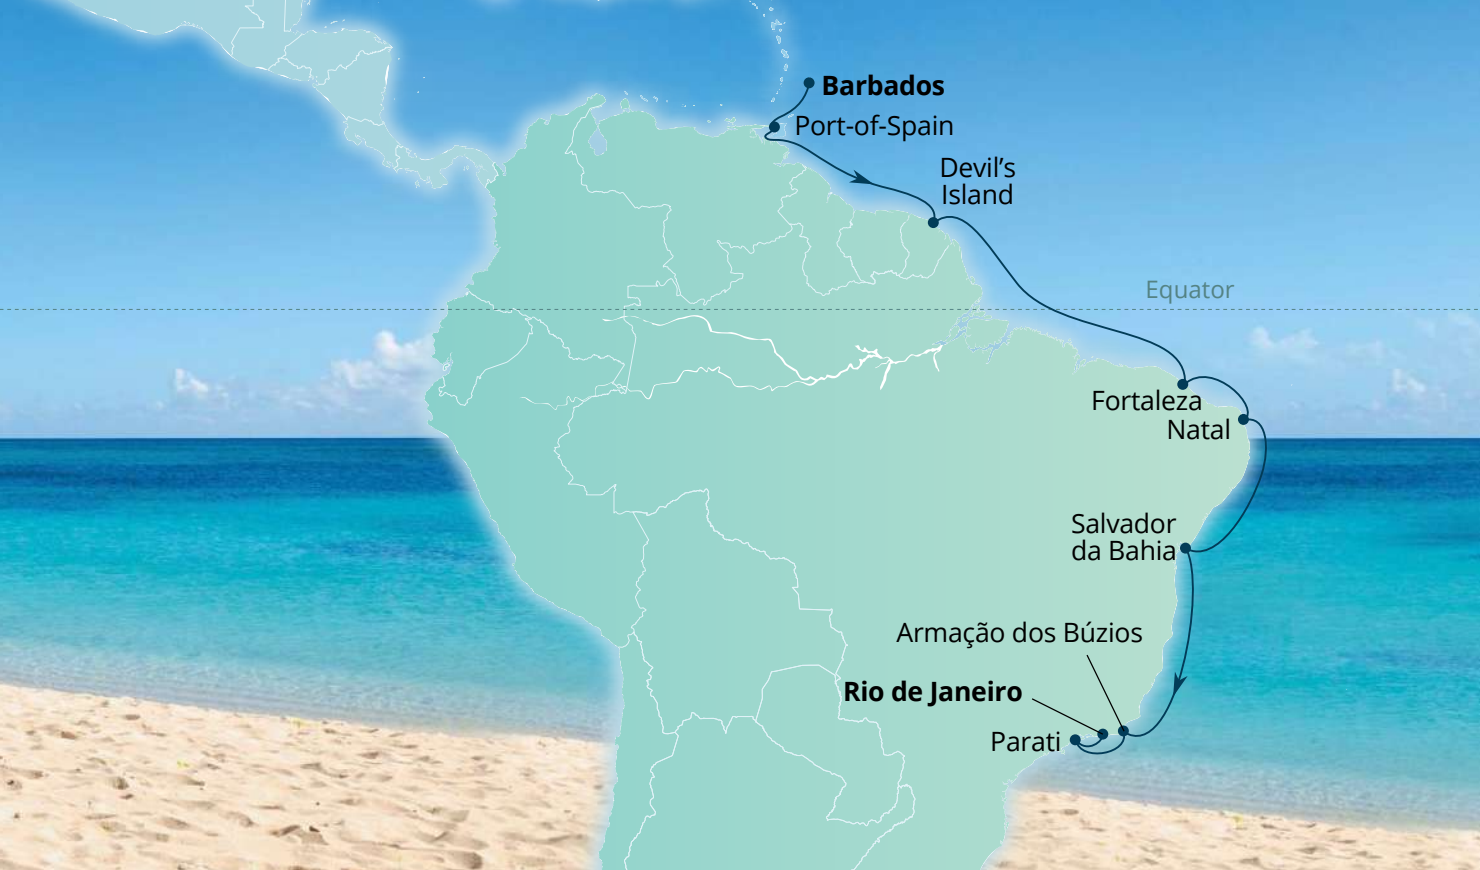 Barbados
Port-of-Spain
Devil’s
Island
Equator
Fortaleza
Natal
Salvador
da Bahia
Armação dos Búzios
Rio de Janeiro
Parati